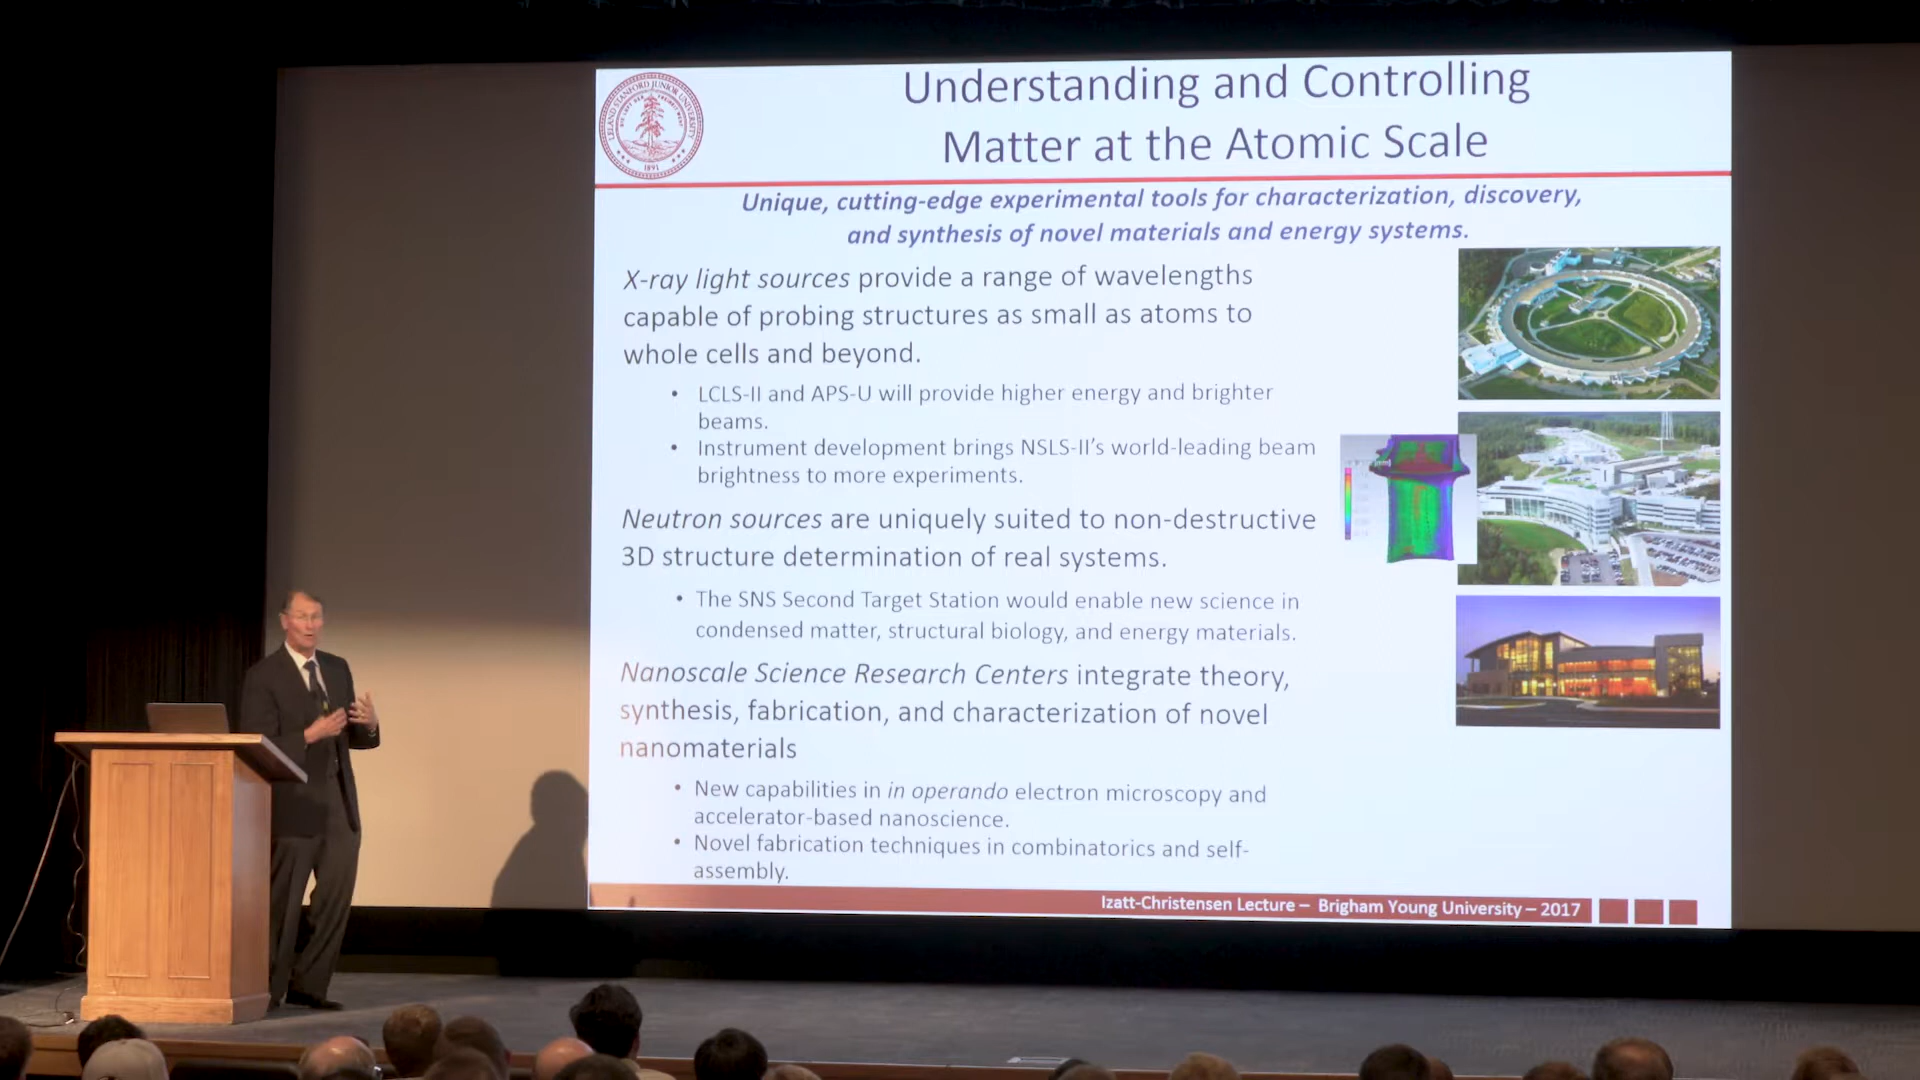 LELAND STANFORD JUNIOR UNIVERSITY
1891
Understanding and Controlling
Matter at the Atomic Scale
Unique, cutting-edge experimental tools for characterization, discovery,
and synthesis of novel materials and energy systems.
X-ray light sources provide a range of wavelengths
capable of probing structures as small as atoms to
whole cells and beyond.
• LCLS-II and APS-U will provide higher energy and brighter
beams.
• Instrument development brings NSLS-II's world-leading beam
brightness to more experiments.
Neutron sources are uniquely suited to non-destructive
3D structure determination of real systems.
• The SNS Second Target Station would enable new science in
condensed matter, structural biology, and energy materials.
Nanoscale Science Research Centers integrate theory,
synthesis, fabrication, and characterization of novel
nanomaterials
• New capabilities in in operando electron microscopy and
accelerator-based nanoscience.
• Novel fabrication techniques in combinatorics and self-
assembly.
Izatt-Christensen Lecture – Brigham Young University – 2017